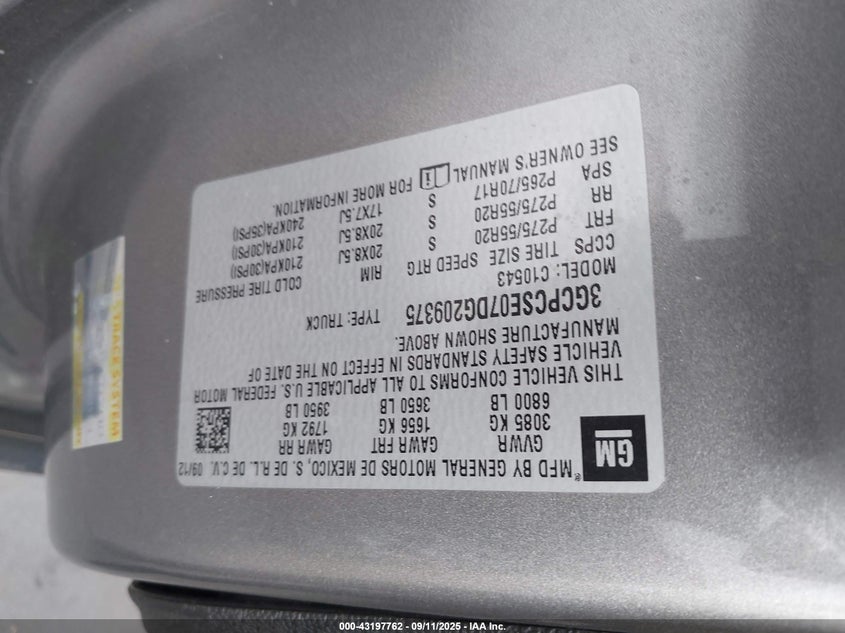 GM
MFD BY GENERAL MOTORS DE MEXICO, S. DE R.L. DE C.V. 09/12
GVWR GAWR FRT GAWR RR
3085 KG 1656 KG 1792 KG
6800 LB 3650 LB 3950 LB
THIS VEHICLE CONFORMS TO ALL APPLICABLE U.S. FEDERAL MOTOR
VEHICLE SAFETY STANDARDS IN EFFECT ON THE DATE OF
MANUFACTURE SHOWN ABOVE.
3GCPCSE07DG209375 TYPE: TRUCK
MODEL: C10543
CCPS TIRE SIZE SPEED RTG RIM COLD TIRE PRESSURE
FRT P275/55R20 S 20X8.5J 210KPA(30PSI)
RR P275/55R20 S 20X8.5J 210KPA(30PSI)
SPA P265/70R17 S 17X7.5J 240KPA(35PSI)
SEE OWNER'S MANUAL FOR MORE INFORMATION.
TRACE SYSTEM
000-43197762 - 09/11/2025 - IAA Inc.